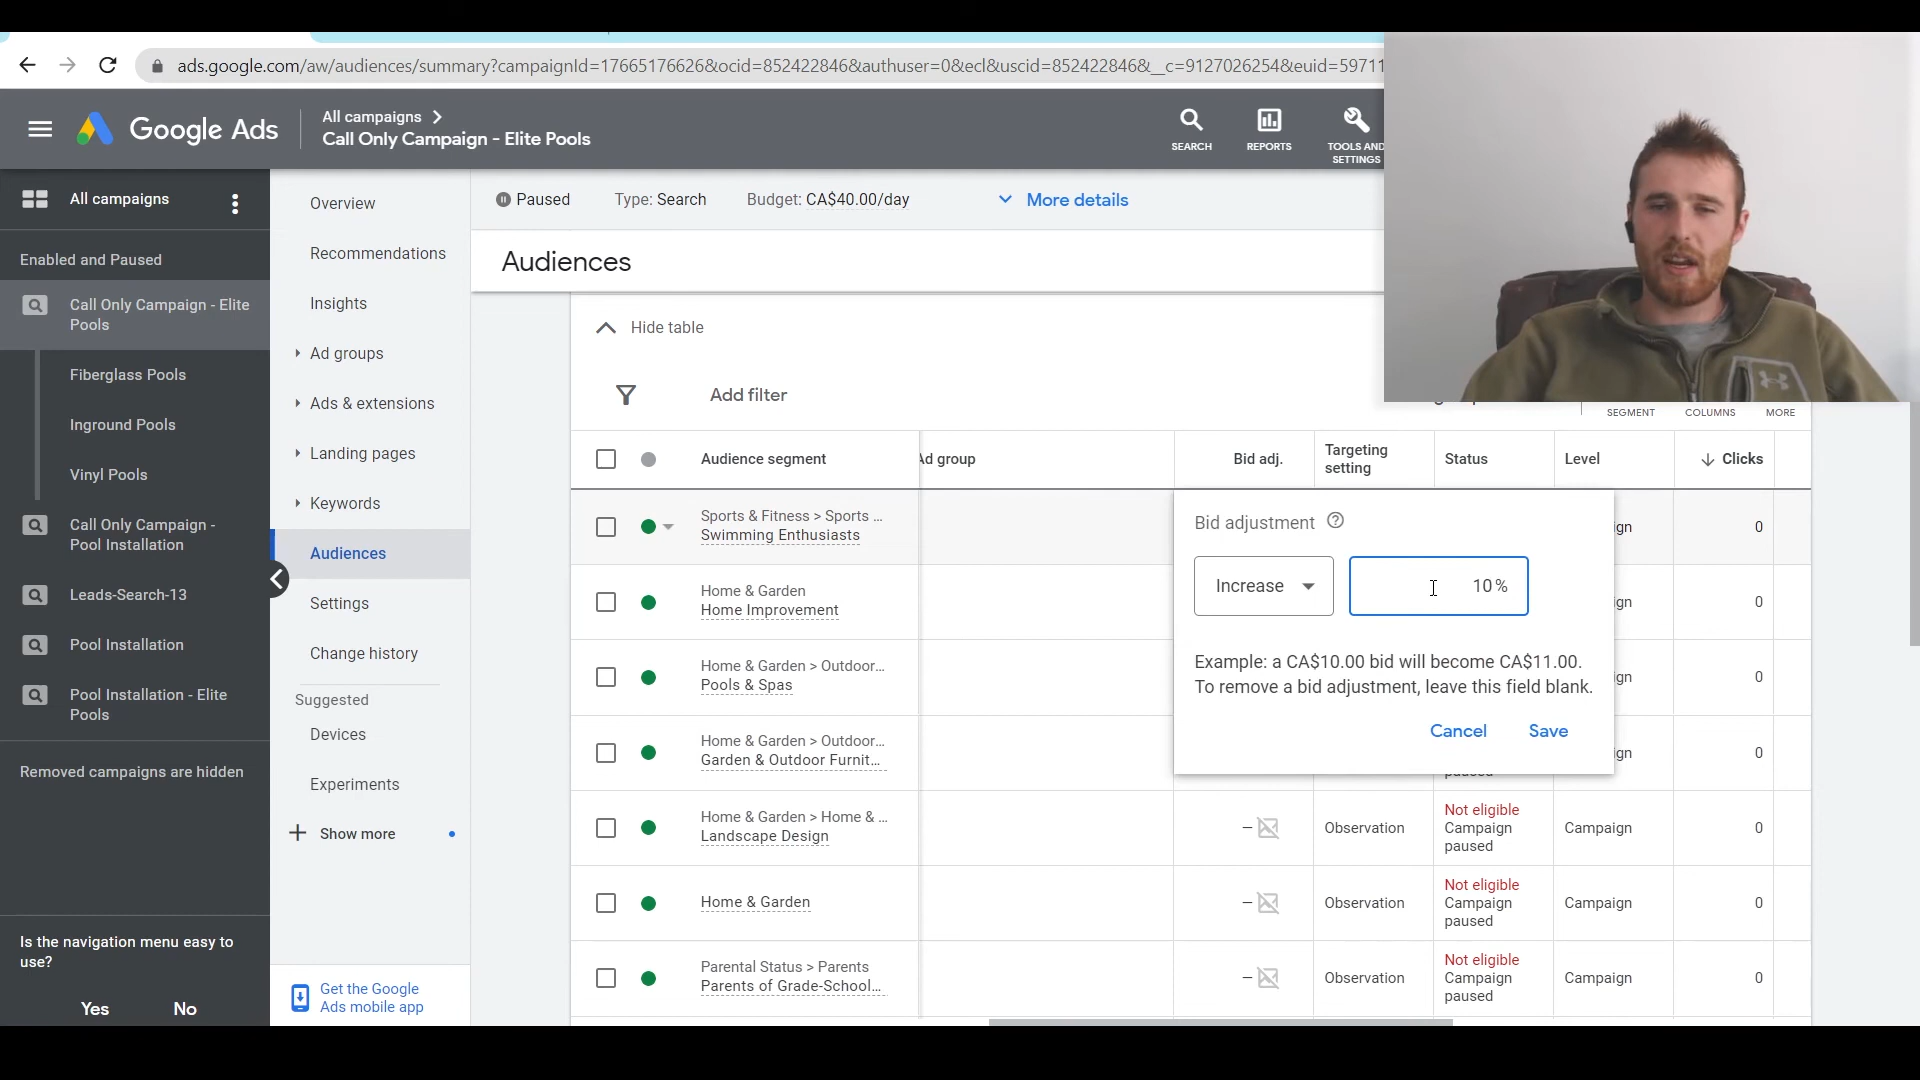 ads.google.com/aw/audiences/summary?campaignId=17665176626&ocid=852422846&authuser=0&ecl&uscid=852422846&__c=9127026254&euid=59711
Google Ads
All campaigns
Call Only Campaign - Elite Pools
SEARCH
REPORTS
TOOLS AND
SETTINGS
All campaigns
Enabled and Paused
Call Only Campaign - Elite
Pools
Fiberglass Pools
Inground Pools
Vinyl Pools
Call Only Campaign -
Pool Installation
Leads-Search-13
Pool Installation
Pool Installation - Elite
Pools
Removed campaigns are hidden
Is the navigation menu easy to
use?
Yes
No
Overview
Recommendations
Insights
Ad groups
Ads & extensions
Landing pages
Keywords
Audiences
Settings
Change history
Suggested
Devices
Experiments
Show more
Get the Google
Ads mobile app
Paused
Type: Search
Budget: CA$40.00/day
More details
Audiences
Hide table
Add filter
SEGMENT
COLUMNS
MORE
Audience segment
Ad group
Bid adj.
Targeting
setting
Status
Level
Clicks
Sports & Fitness > Sports ...
Swimming Enthusiasts
ign
0
Home & Garden
Home Improvement
ign
0
Home & Garden > Outdoor...
Pools & Spas
ign
0
Home & Garden > Outdoor...
Garden & Outdoor Furnit...
paused
ign
0
Bid adjustment
Increase
10 %
Example: a CA$10.00 bid will become CA$11.00.
To remove a bid adjustment, leave this field blank.
Cancel
Save
Home & Garden > Home & ...
Landscape Design
–
Observation
Not eligible
Campaign
paused
Campaign
0
Home & Garden
–
Observation
Not eligible
Campaign
paused
Campaign
0
Parental Status > Parents
Parents of Grade-School...
–
Observation
Not eligible
Campaign
paused
Campaign
0